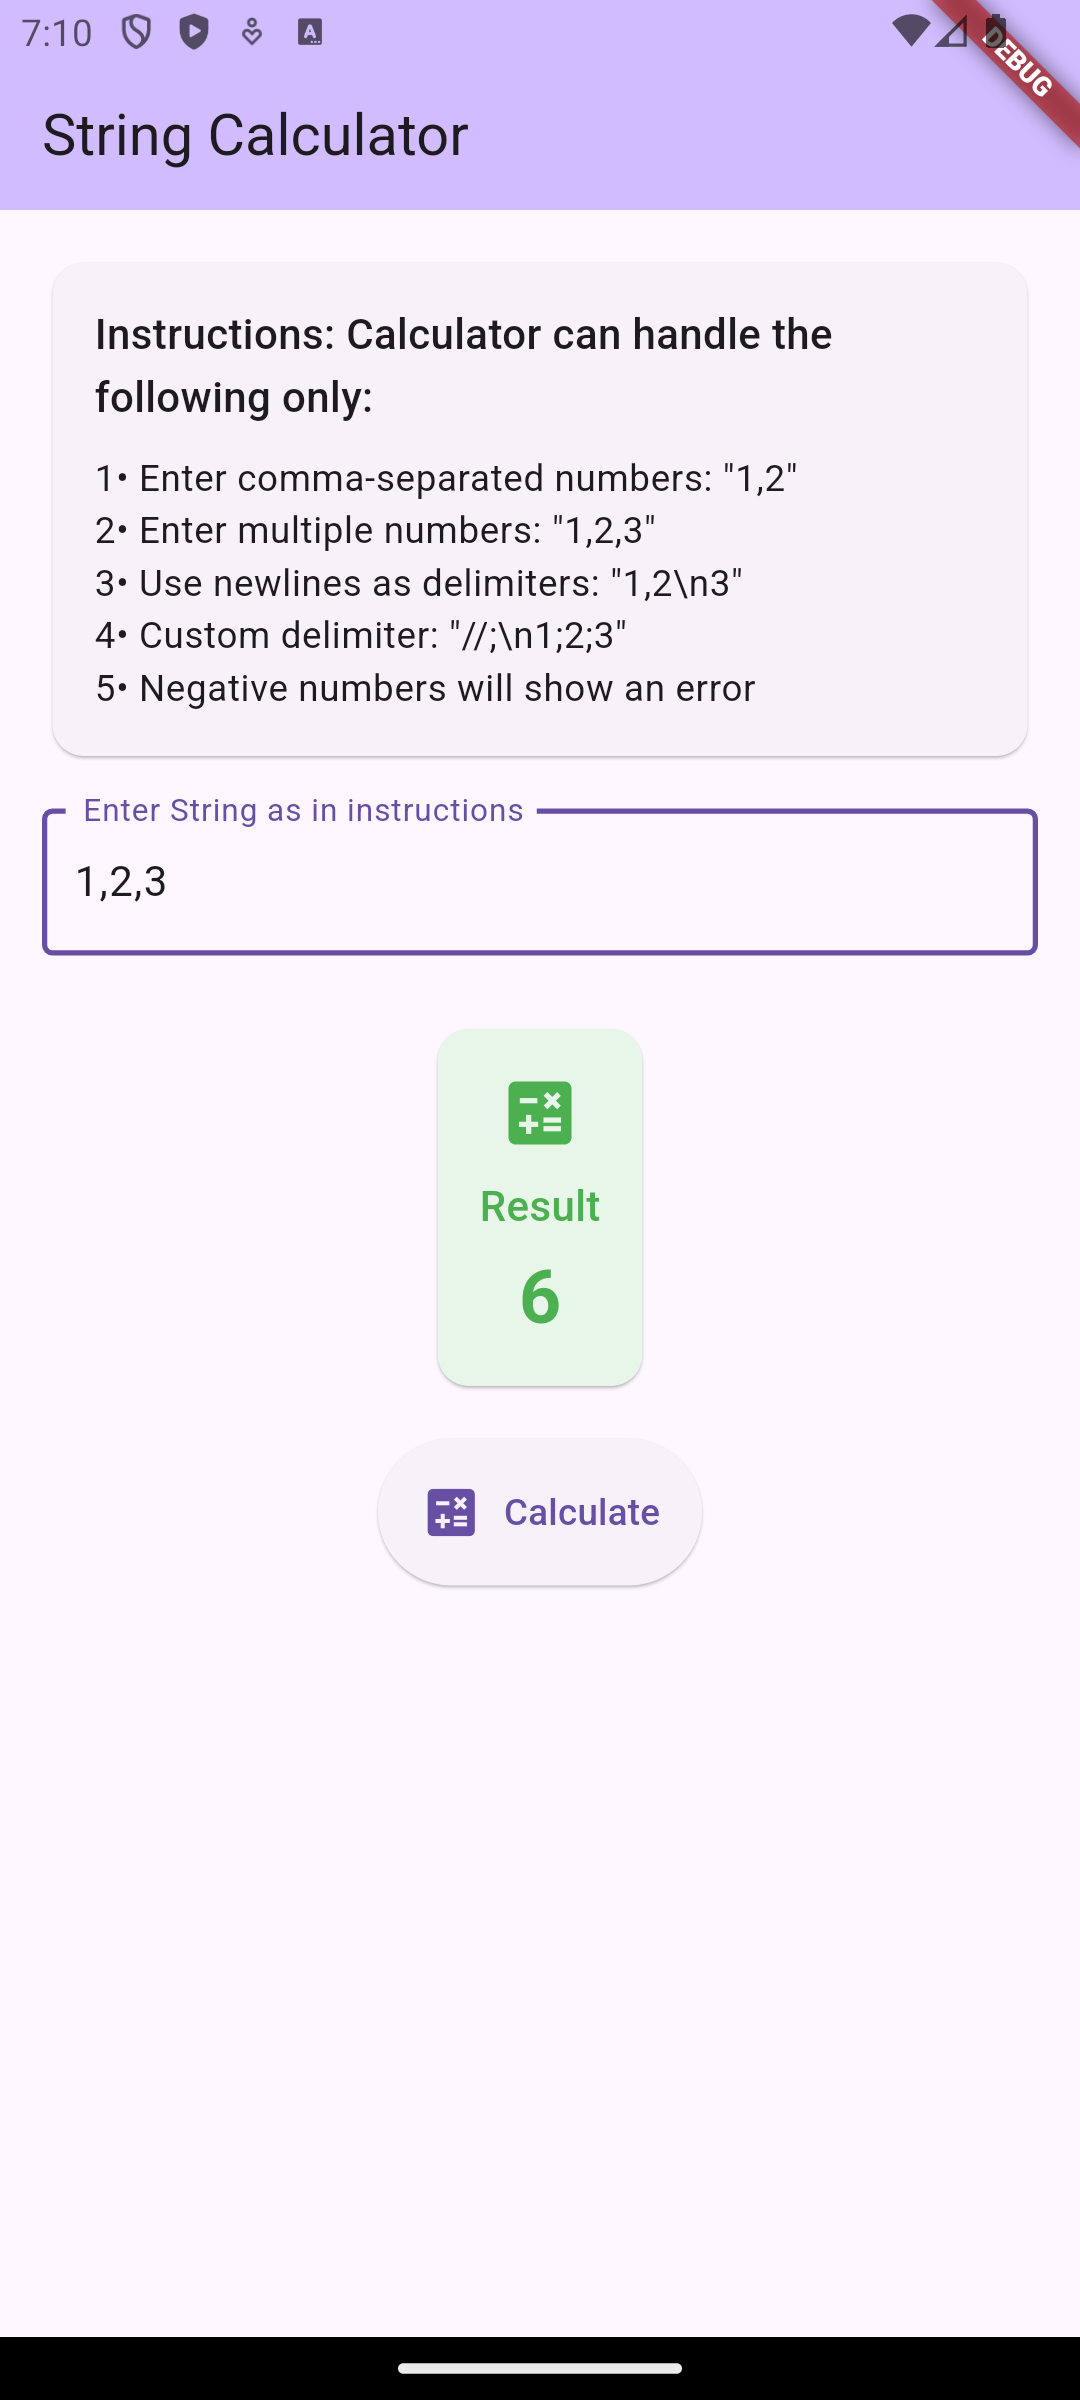 7:10
DEBUG
String Calculator
Instructions: Calculator can handle the
following only:
1• Enter comma-separated numbers: "1,2"
2• Enter multiple numbers: "1,2,3"
3• Use newlines as delimiters: "1,2\n3"
4• Custom delimiter: "//;\n1;2;3"
5• Negative numbers will show an error
Enter String as in instructions
1,2,3
Result
6
Calculate